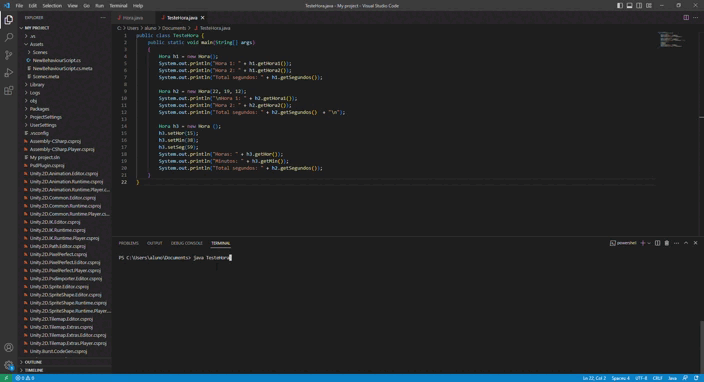 File Edit Selection View Go Run Terminal Help
TesteHora.java - My project - Visual Studio Code
EXPLORER
MY PROJECT
.vs
Assets
Scenes
NewBehaviourScript.cs
NewBehaviourScript.cs.meta
Scenes.meta
Library
Logs
obj
Packages
ProjectSettings
UserSettings
.vsconfig
Assembly-CSharp.csproj
Assembly-CSharp.Player.csproj
My project.sln
PsdPlugin.csproj
Unity.2D.Animation.Editor.csproj
Unity.2D.Animation.Runtime.csproj
Unity.2D.Animation.Runtime.Player.c...
Unity.2D.Common.Editor.csproj
Unity.2D.Common.Runtime.csproj
Unity.2D.Common.Runtime.Player.cs...
Unity.2D.IK.Editor.csproj
Unity.2D.IK.Runtime.csproj
Unity.2D.IK.Runtime.Player.csproj
Unity.2D.Path.Editor.csproj
Unity.2D.PixelPerfect.csproj
Unity.2D.PixelPerfect.Editor.csproj
Unity.2D.PixelPerfect.Player.csproj
Unity.2D.Psdimporter.Editor.csproj
Unity.2D.Sprite.Editor.csproj
Unity.2D.SpriteShape.Editor.csproj
Unity.2D.SpriteShape.Runtime.csproj
Unity.2D.SpriteShape.Runtime.Player...
Unity.2D.Tilemap.Editor.csproj
Unity.2D.Tilemap.Extras.csproj
Unity.2D.Tilemap.Extras.Editor.csproj
Unity.2D.Tilemap.Extras.Player.csproj
Unity.Burst.CodeGen.csproj
OUTLINE
TIMELINE
Hora.java
TesteHora.java
C: > Users > aluno > Documents > TesteHora.java
1 public class TesteHora {
2 public static void main(String[] args)
3 {
4 Hora h1 = new Hora();
5 System.out.println("Hora 1: " + h1.getHora1());
6 System.out.println("Hora 2: " + h1.getHora2());
7 System.out.println("Total segundos: " + h1.getSegundos());
8
9 Hora h2 = new Hora(22, 19, 12);
10 System.out.println("\nHora 1: " + h2.getHora1());
11 System.out.println("Hora 2: " + h2.getHora2());
12 System.out.println("Total segundos: " + h2.getSegundos() + "\n");
13
14 Hora h3 = new Hora ();
15 h3.setHor(15);
16 h3.setMin(38);
17 h3.setSeg(59);
18 System.out.println("Horas: " + h3.getHor());
19 System.out.println("Minutos: " + h3.getMin());
20 System.out.println("Total segundos: " + h3.getSegundos());
21 }
22 }
PROBLEMS OUTPUT DEBUG CONSOLE TERMINAL
powershell
PS C:\Users\aluno\Documents> java TesteHora
0 0
Ln 22, Col 2 Spaces: 4 UTF-8 CRLF Java